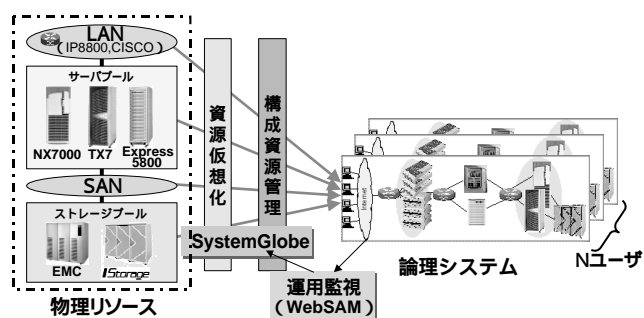 LAN
(IP8800,CISCO)
サーバプール
NX7000 TX7 Express
5800
SAN
ストレージプール
EMC iStorage
物理リソース
資源仮想化
構成資源管理
SystemGlobe
運用監視
(WebSAM)
Internet
論理システム
Nユーザ